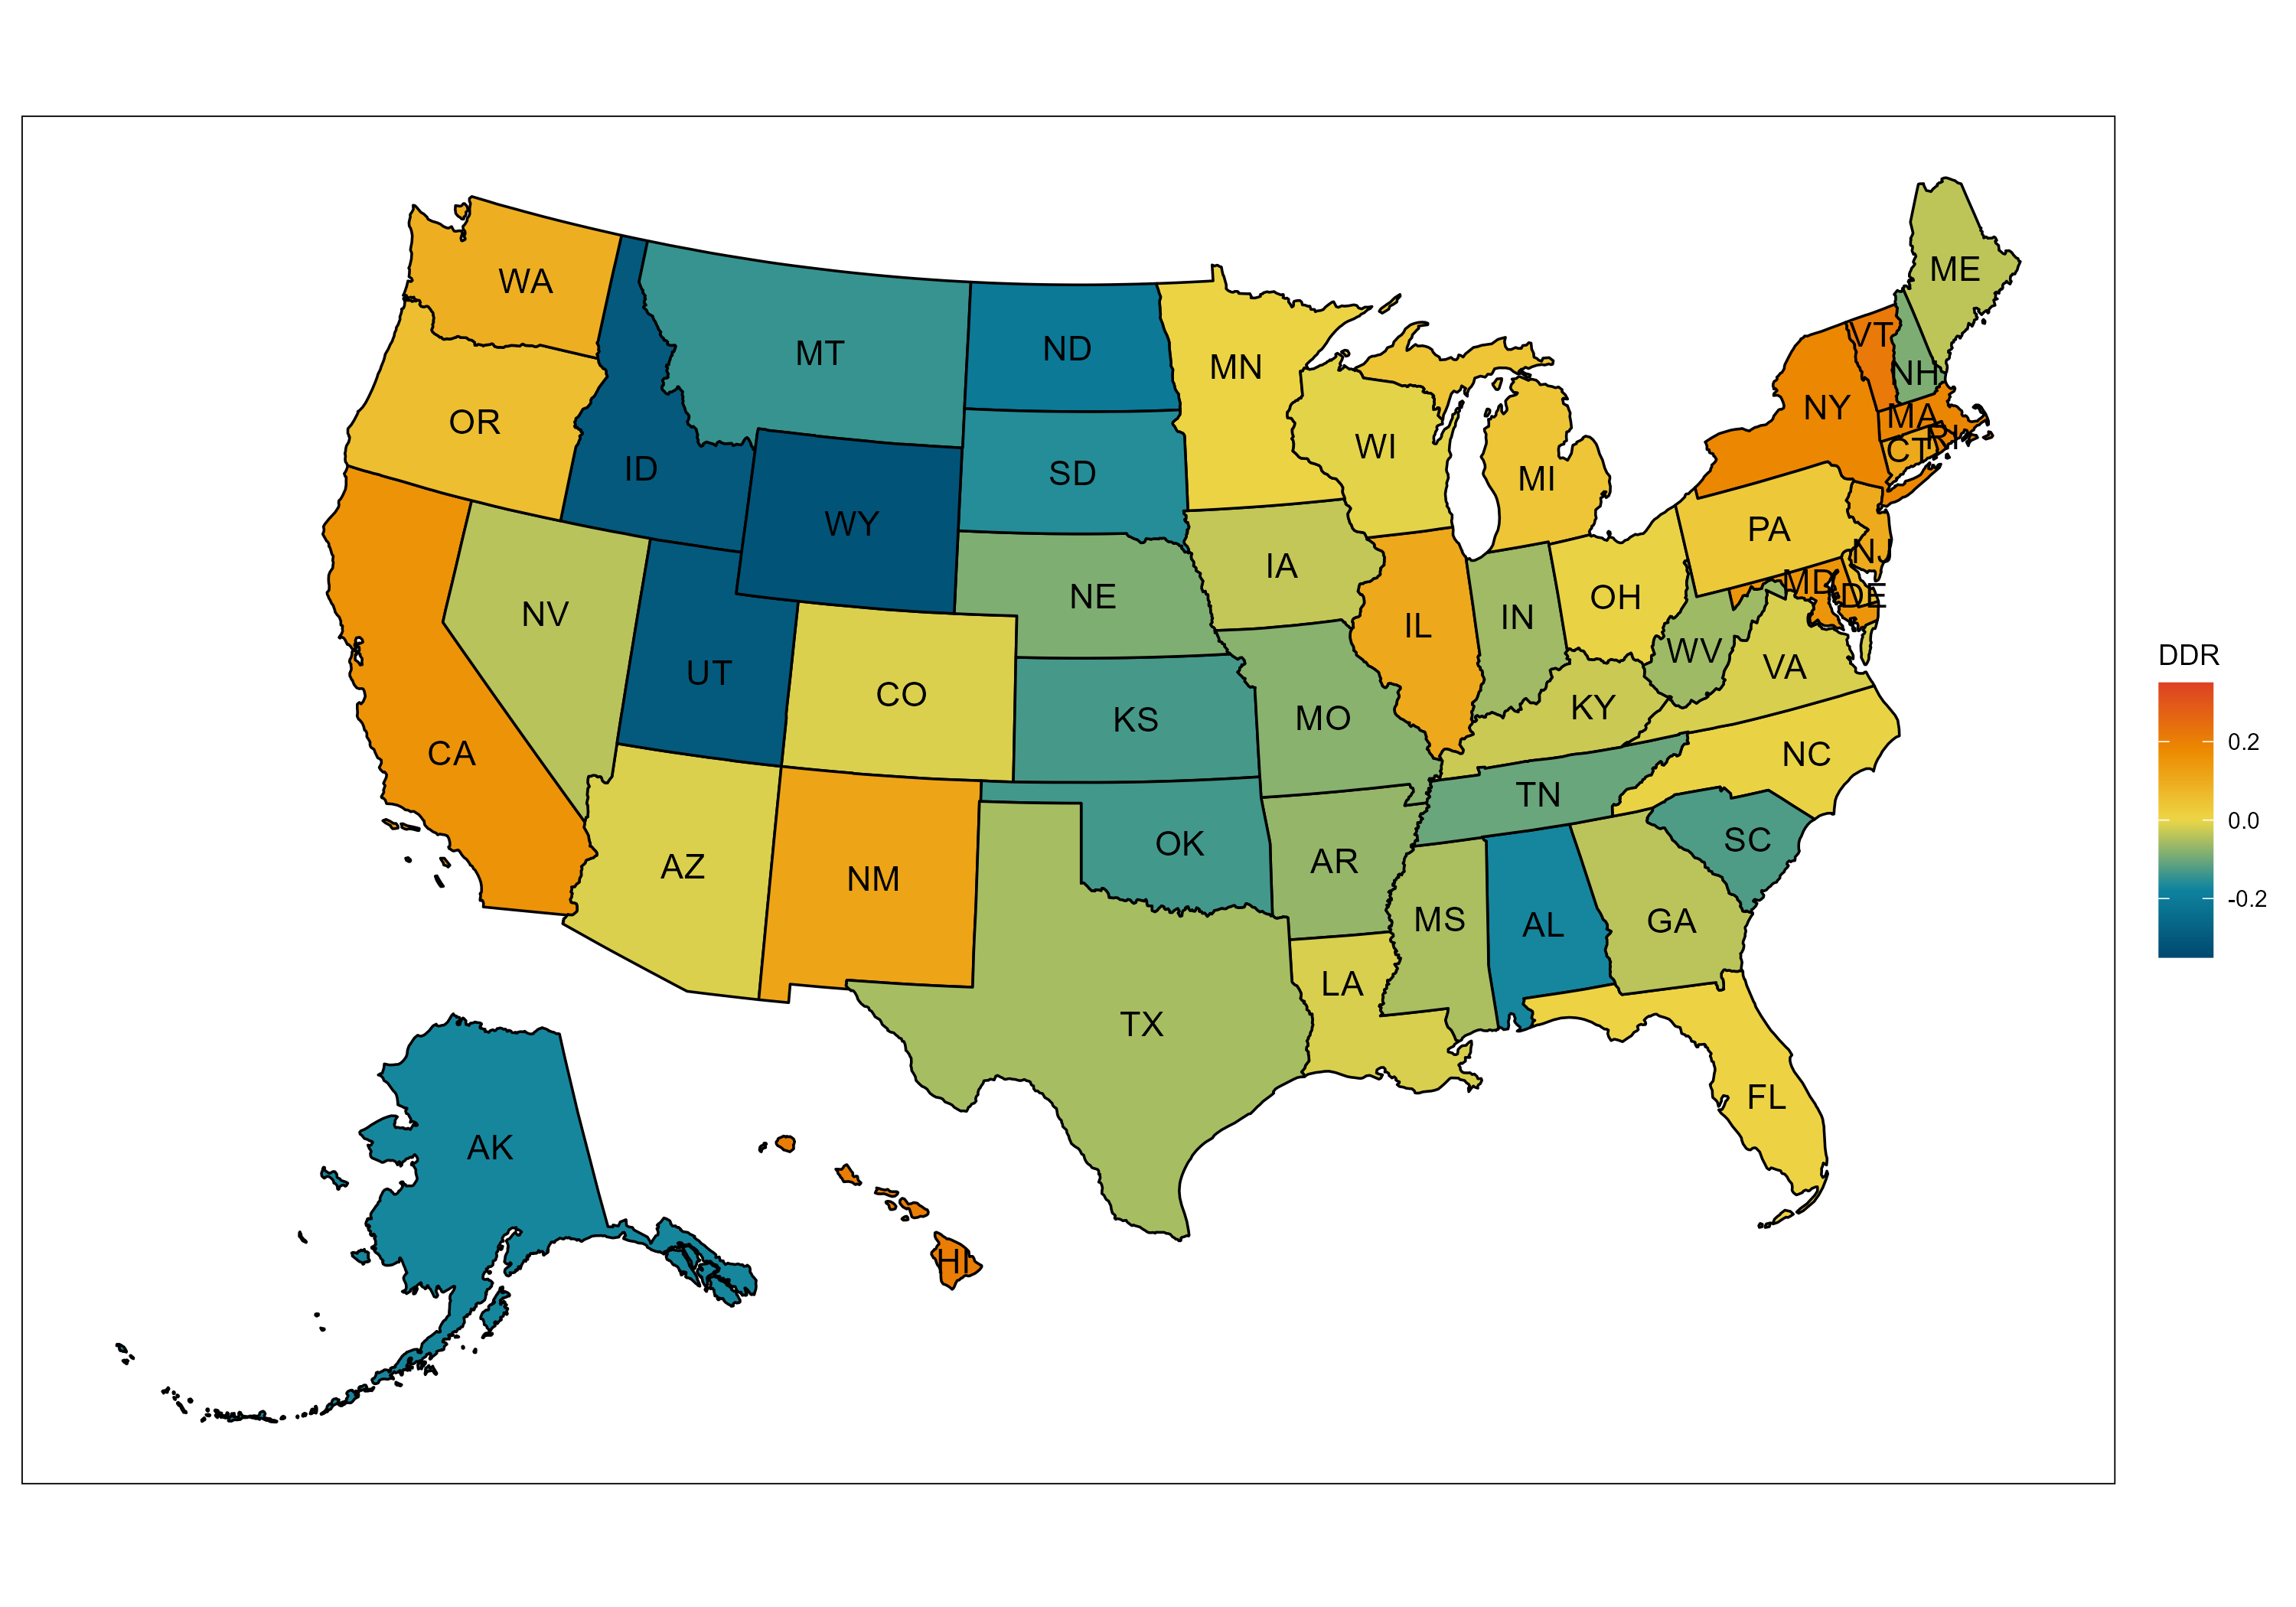 ME
WA
VT
ND
MT
MN
NH
NY
MA
OR
RI
WI
CT
ID
SD
MI
WY
PA
NJ
IA
MD
DE
NE
OH
NV
IN
IL
WV
VA
UT
CO
KY
DDR
KS
MO
0.2
CA
NC
TN
0.0
OK
SC
AR
AZ
NM
-0.2
MS
GA
AL
LA
TX
FL
AK
HI